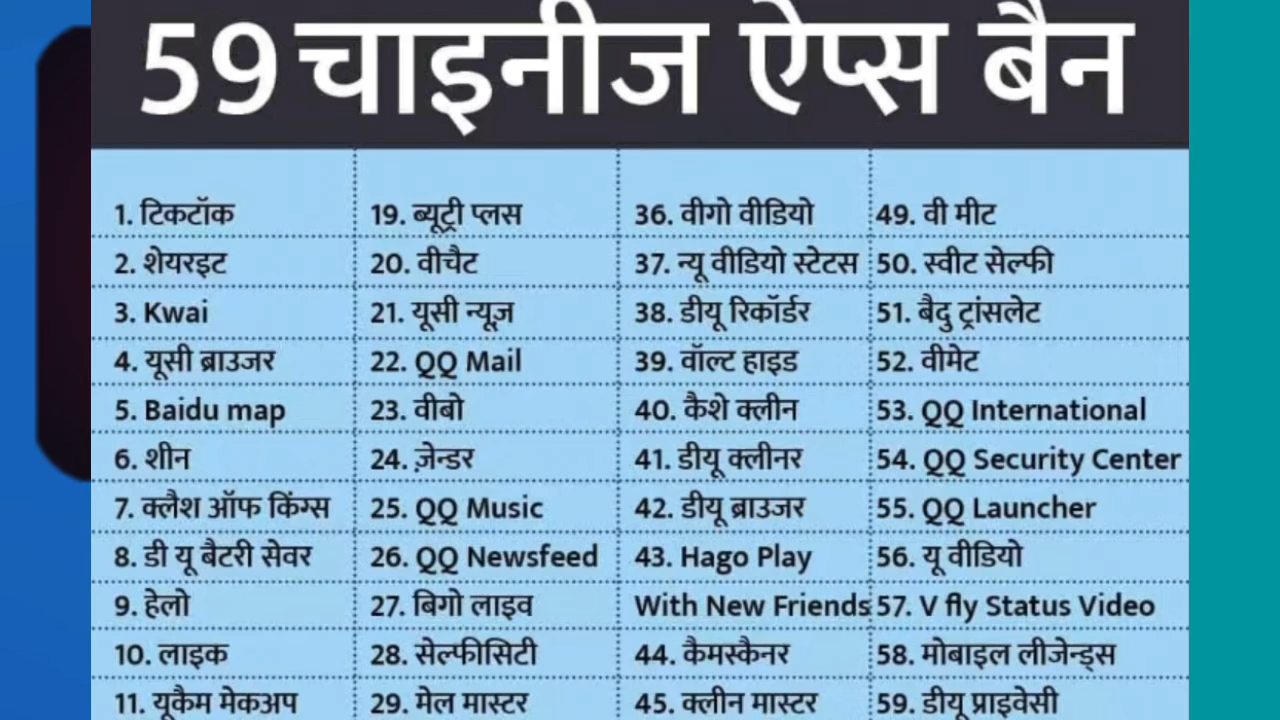 59 चाइनीज ऐप्स बैन
1. टिकटॉक
2. शेयरइट
3. Kwai
4. यूसी ब्राउजर
5. Baidu map
6. शीन
7. क्लैश ऑफ किंग्स
8. डी यू बैटरी सेवर
9. हेलो
10. लाइक
11. यूकैम मेकअप
19. ब्यूट्री प्लस
20. वीचैट
21. यूसी न्यूज़
22. QQ Mail
23. वीबो
24. ज़ेन्डर
25. QQ Music
26. QQ Newsfeed
27. बिगो लाइव
28. सेल्फीसिटी
29. मेल मास्टर
36. वीगो वीडियो
37. न्यू वीडियो स्टेटस
38. डीयू रिकॉर्डर
39. वॉल्ट हाइड
40. कैशे क्लीन
41. डीयू क्लीनर
42. डीयू ब्राउजर
43. Hago Play
With New Friends
44. कैमस्कैनर
45. क्लीन मास्टर
49. वी मीट
50. स्वीट सेल्फी
51. बैदु ट्रांसलेट
52. वीमेट
53. QQ International
54. QQ Security Center
55. QQ Launcher
56. यू वीडियो
57. V fly Status Video
58. मोबाइल लीजेन्ड्स
59. डीयू प्राइवेसी